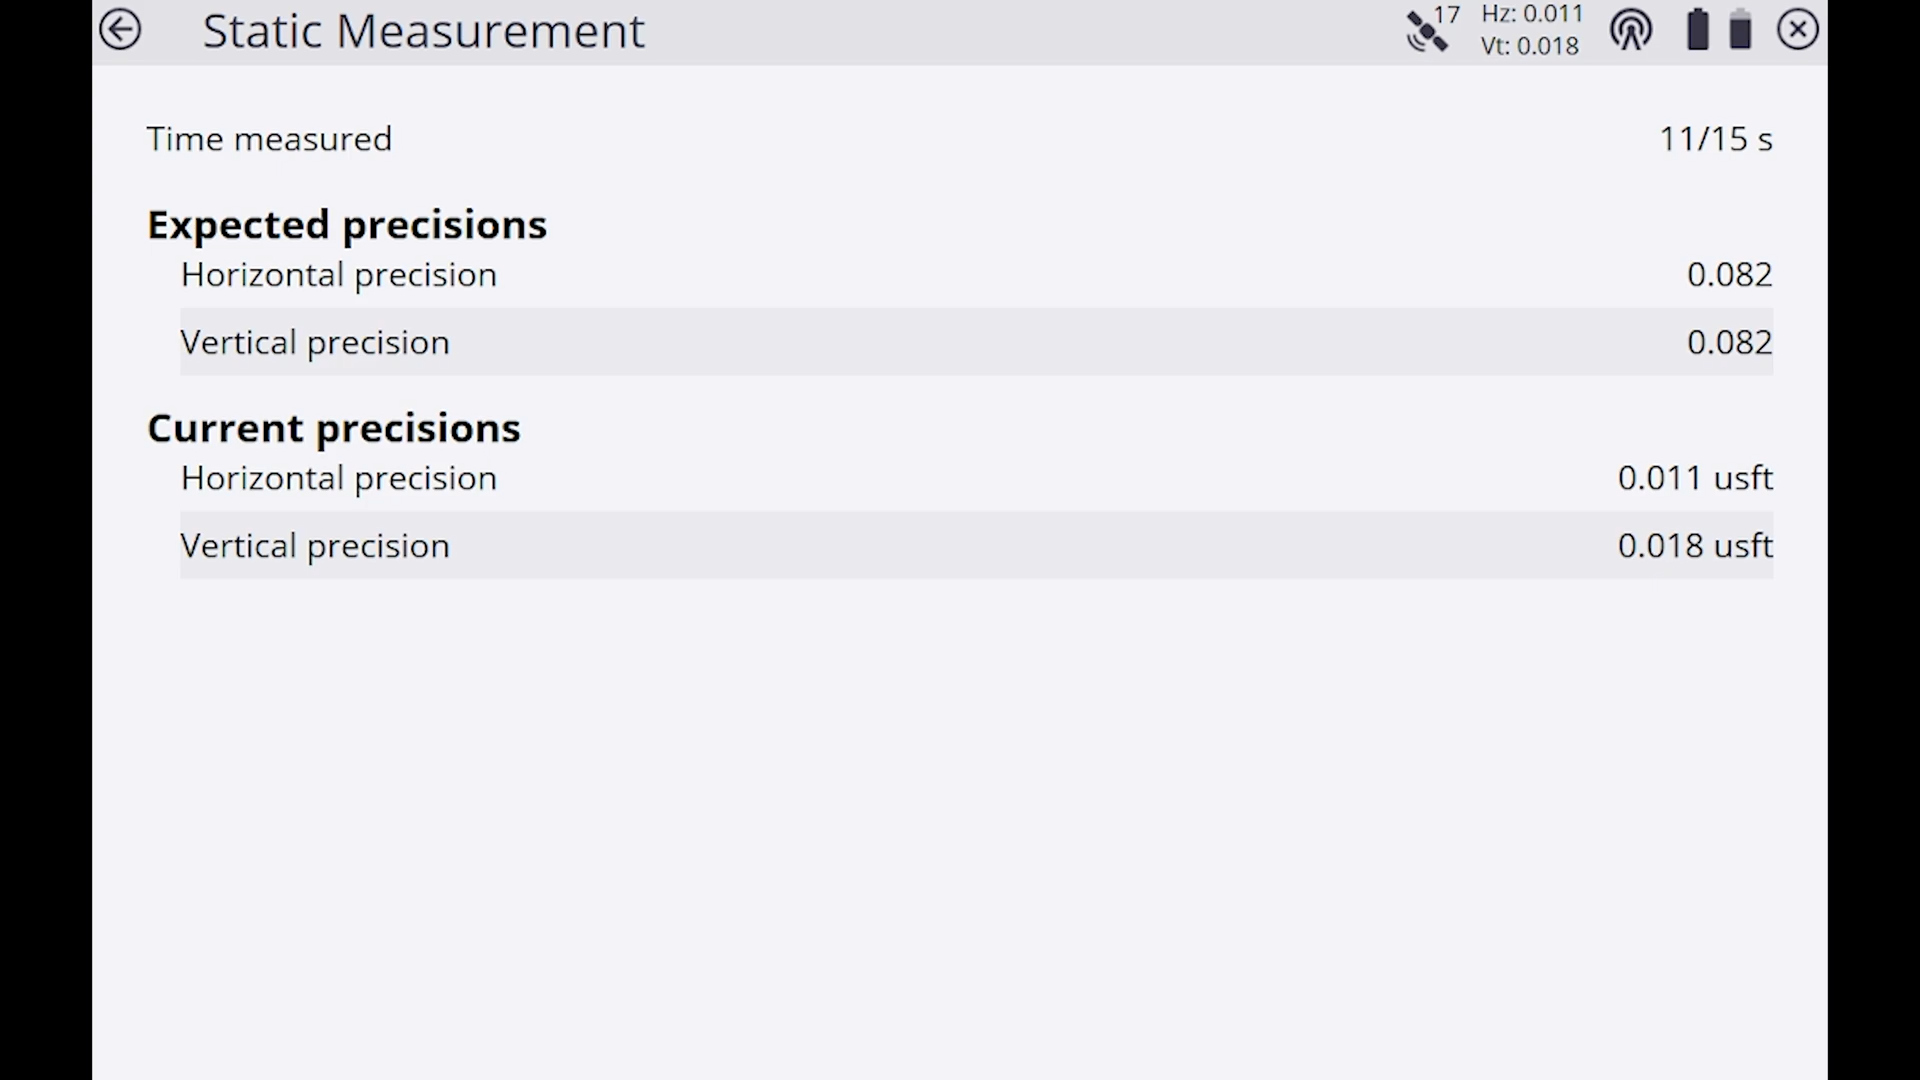 Static Measurement
17
Hz: 0.011
Vt: 0.018
Time measured
11/15 s
Expected precisions
Horizontal precision
0.082
Vertical precision
0.082
Current precisions
Horizontal precision
0.011 usft
Vertical precision
0.018 usft